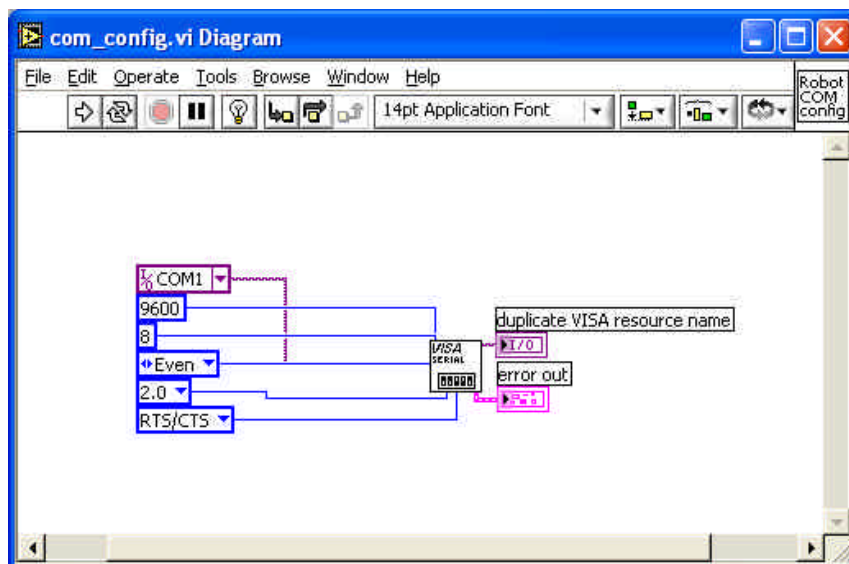 com_config.vi Diagram
File Edit Operate Tools Browse Window Help
Robot
COM
config
14pt Application Font
I/O COM1
9600
8
Even
2.0
RTS/CTS
VISA
SERIAL
duplicate VISA resource name
I/O
error out